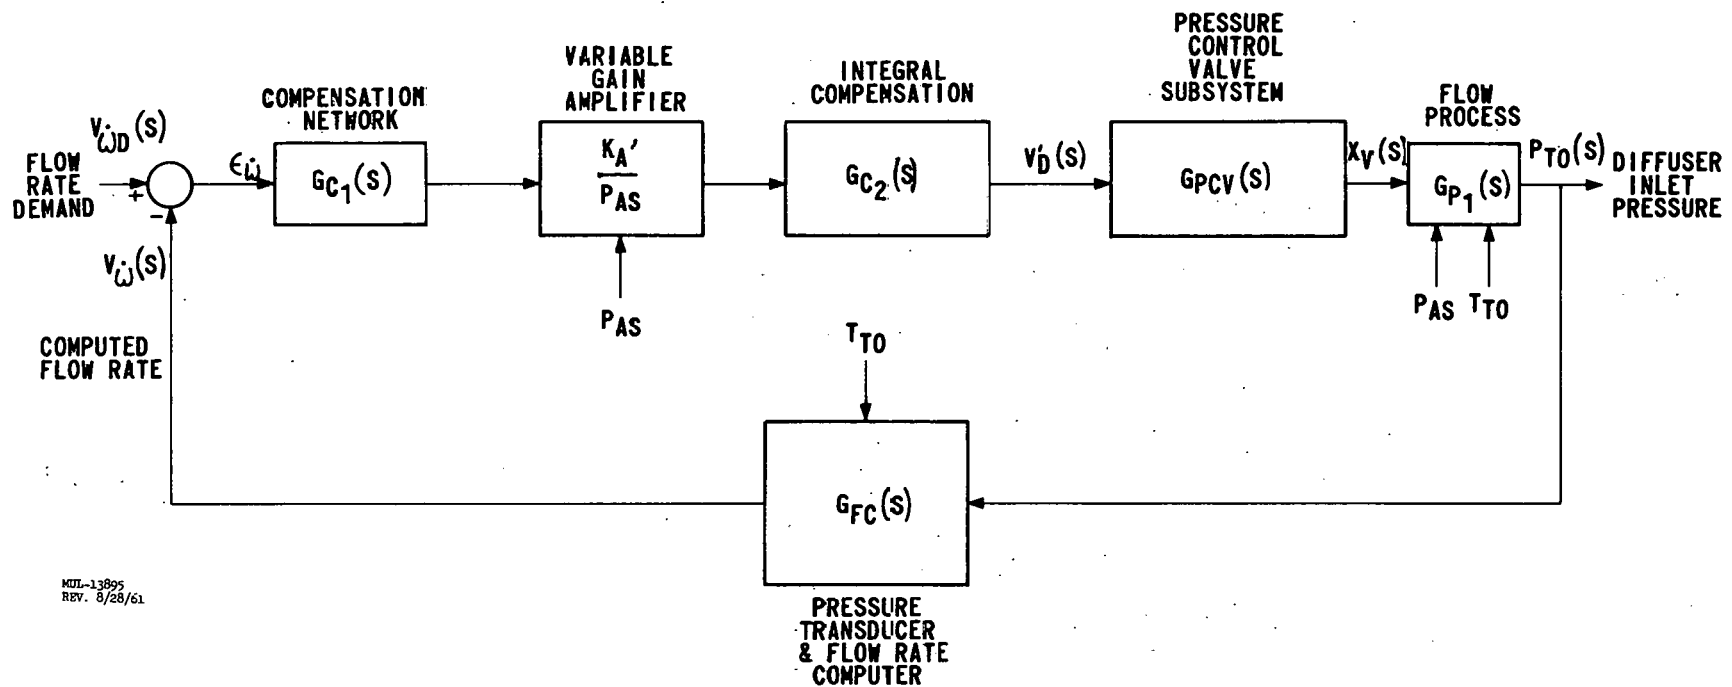 PRESSURE
CONTROL
VALVE
SUBSYSTEM
VARIABLE
GAIN
AMPLIFIER
INTEGRAL
COMPENSATION
FLOW
PROCESS
COMPENSATION
NETWORK
V_ω̇D(S)
FLOW
RATE
DEMAND
+
−
ϵ_ω̇
G_C1(S)
K_A'
P_AS
G_C2(S)
V'_D(S)
G_PCV(S)
X_V(S)
G_P1(S)
P_TO(S)
DIFFUSER
INLET
PRESSURE
V_ω̇(S)
P_AS
P_AS T_TO
COMPUTED
FLOW RATE
T_TO
G_FC(S)
PRESSURE
TRANSDUCER
& FLOW RATE
COMPUTER
MUL-13895
REV. 8/28/61